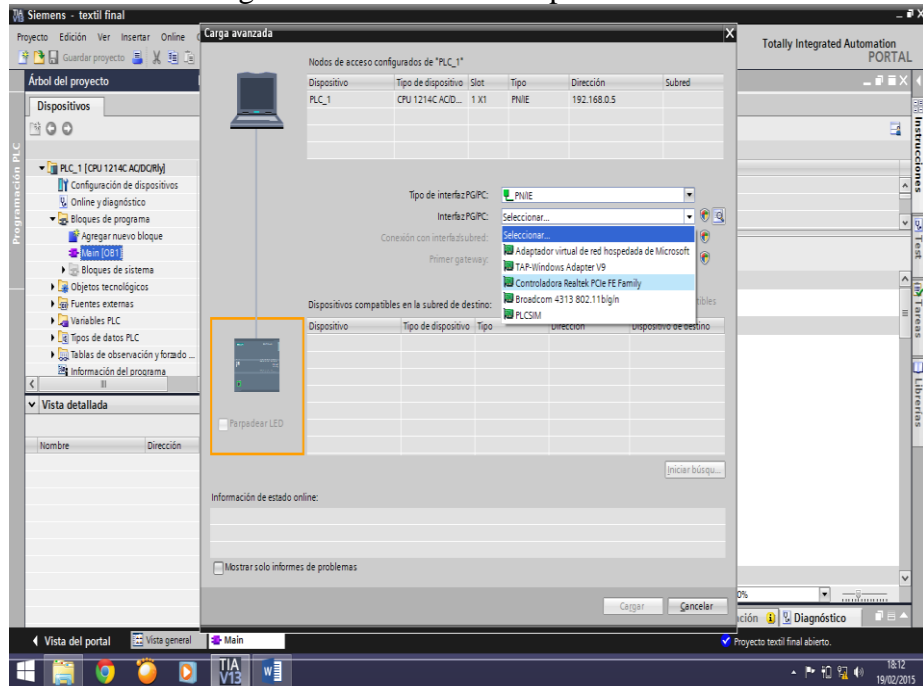 Siemens - textil final
Proyecto Edición Ver Insertar Online
Totally Integrated Automation
PORTAL
Guardar proyecto
Árbol del proyecto
Dispositivos
Programación PLC
PLC_1 [CPU 1214C AC/DC/Rly]
Configuración de dispositivos
Online y diagnóstico
Bloques de programa
Agregar nuevo bloque
Main [OB1]
Bloques de sistema
Objetos tecnológicos
Fuentes externas
Variables PLC
Tipos de datos PLC
Tablas de observación y forzado ...
Información del programa
Vista detallada
Nombre Dirección
Carga avanzada
Nodos de acceso configurados de "PLC_1"
Dispositivo Tipo de dispositivo Slot Tipo Dirección Subred
PLC_1 CPU 1214C AC/D... 1 X1 PN/IE 192.168.0.5
Tipo de interfaz PG/PC: PN/IE
Interfaz PG/PC: Seleccionar...
Conexión con interfaz/subred:
Primer gateway:
Seleccionar...
Adaptador virtual de red hospedada de Microsoft
TAP-Windows Adapter V9
Controladora Realtek PCIe FE Family
Broadcom 4313 802.11b/g/n
PLCSIM
Dispositivos compatibles en la subred de destino:
Dispositivo Tipo de dispositivo Tipo Dirección Dispositivo de destino
Parpadear LED
Iniciar búsqu...
Información de estado online:
Mostrar solo informes de problemas
Cargar Cancelar
Instrucciones
Test
Tareas
Librerías
Diagnóstico
Vista del portal Vista general Main
Proyecto textil final abierto.
TIA V13
18:12
19/02/2015